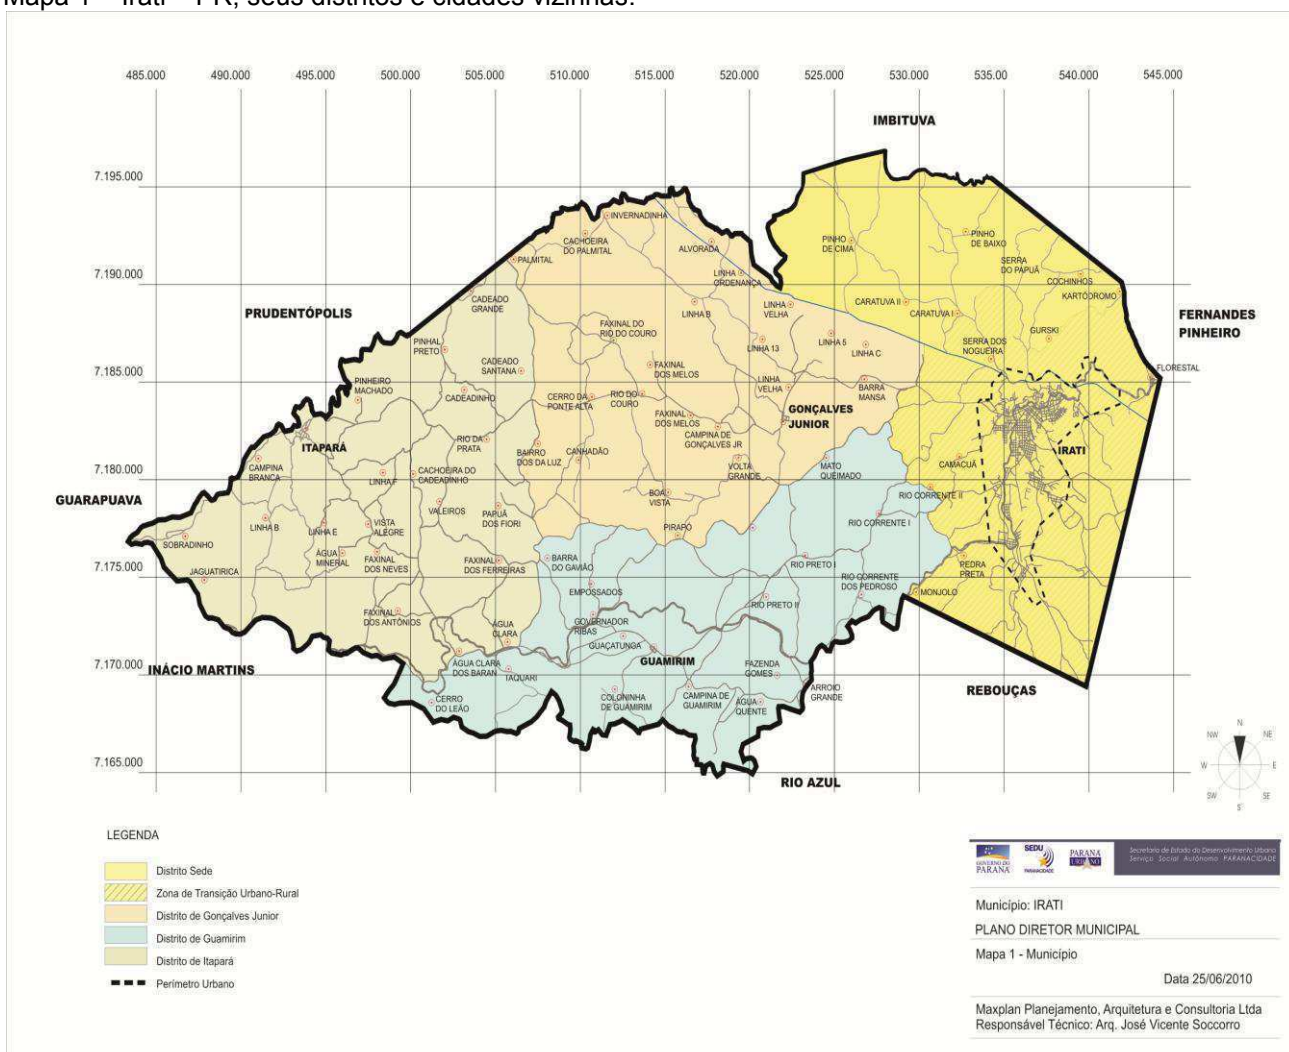 Mapa 1 – Irati – PR, seus distritos e cidades vizinhas.
485.000 490.000 495.000 500.000 505.000 510.000 515.000 520.000 525.000 530.000 535.00 540.000 545.000
IMBITUVA
7.195.000
INVERNADINHA
CACHOEIRA
DO PALMITAL
ALVORADA
PINHO
DE CIMA
PINHO
DE BAIXO
PALMITAL
SERRA
DO PAPUÃ
7.190.000
LINHA
ORDENANÇA
COCHINHOS
KARTÓDROMO
CADEADO
GRANDE
PRUDENTÓPOLIS
LINHA B
LINHA
VELHA
CARATUVA II
CARATUVA I
FERNANDES
PINHEIRO
FAXINAL DO
RIO DO COURO
GURSKI
PINHAL
PRETO
LINHA 13
LINHA 5
LINHA C
SERRA DOS
NOGUEIRA
CADEADO
SANTANA
FAXINAL
DOS MELOS
FLORESTAL
7.185.000
PINHEIRO
MACHADO
CADEADINHO
CERRO DA
PONTE ALTA
RIO DO
COURO
LINHA
VELHA
BARRA
MANSA
FAXINAL
DOS MELOS
GONÇALVES
JUNIOR
ITAPARÁ
RIO DA
PRATA
BAIRRO
DOS DA LUZ
CANHADÃO
CAMPINA DE
GONÇALVES JR
IRATI
7.180.000
CAMPINA
BRANCA
LINHA F
CACHOEIRA DO
CADEADINHO
VOLTA
GRANDE
MATO
QUEIMADO
CAMACUÃ
GUARAPUAVA
BOA
VISTA
RIO CORRENTE II
VALEIROS
PAPUÃ
DOS FIORI
LINHA B
LINHA E
VISTA
ALEGRE
PIRAPÓ
RIO CORRENTE I
SOBRADINHO
7.175.000
JAGUATIRICA
ÁGUA
MINERAL
FAXINAL
DOS NEVES
FAXINAL
DOS FERREIRAS
BARRA
DO GAVIÃO
RIO PRETO I
PEDRA
PRETA
RIO CORRENTE
DOS PEDROSO
EMPOSSADOS
MONJOLO
RIO PRETO II
FAXINAL
DOS ANTÔNIOS
ÁGUA
CLARA
GOVERNADOR
RIBAS
GUAÇATUNGA
7.170.000
INÁCIO MARTINS
ÁGUA CLARA
DOS BARAN
TAQUARI
GUAMIRIM
FAZENDA
GOMES
REBOUÇAS
CERRO
DO LEÃO
COLONINHA
DE GUAMIRIM
CAMPINA DE
GUAMIRIM
ÁGUA
QUENTE
ARROIO
GRANDE
7.165.000
RIO AZUL
N
NW NE
W E
SW SE
S
LEGENDA
Distrito Sede
Zona de Transição Urbano-Rural
Distrito de Gonçalves Junior
Distrito de Guamirim
Distrito de Itapará
Perímetro Urbano
GOVERNO DO
PARANÁ
SEDU
PARANACIDADE
PARANÁ
URBANO
Secretaria de Estado do Desenvolvimento Urbano
Serviço Social Autônomo PARANACIDADE
Município: IRATI
PLANO DIRETOR MUNICIPAL
Mapa 1 - Município
Data 25/06/2010
Maxplan Planejamento, Arquitetura e Consultoria Ltda
Responsável Técnico: Arq. José Vicente Soccorro